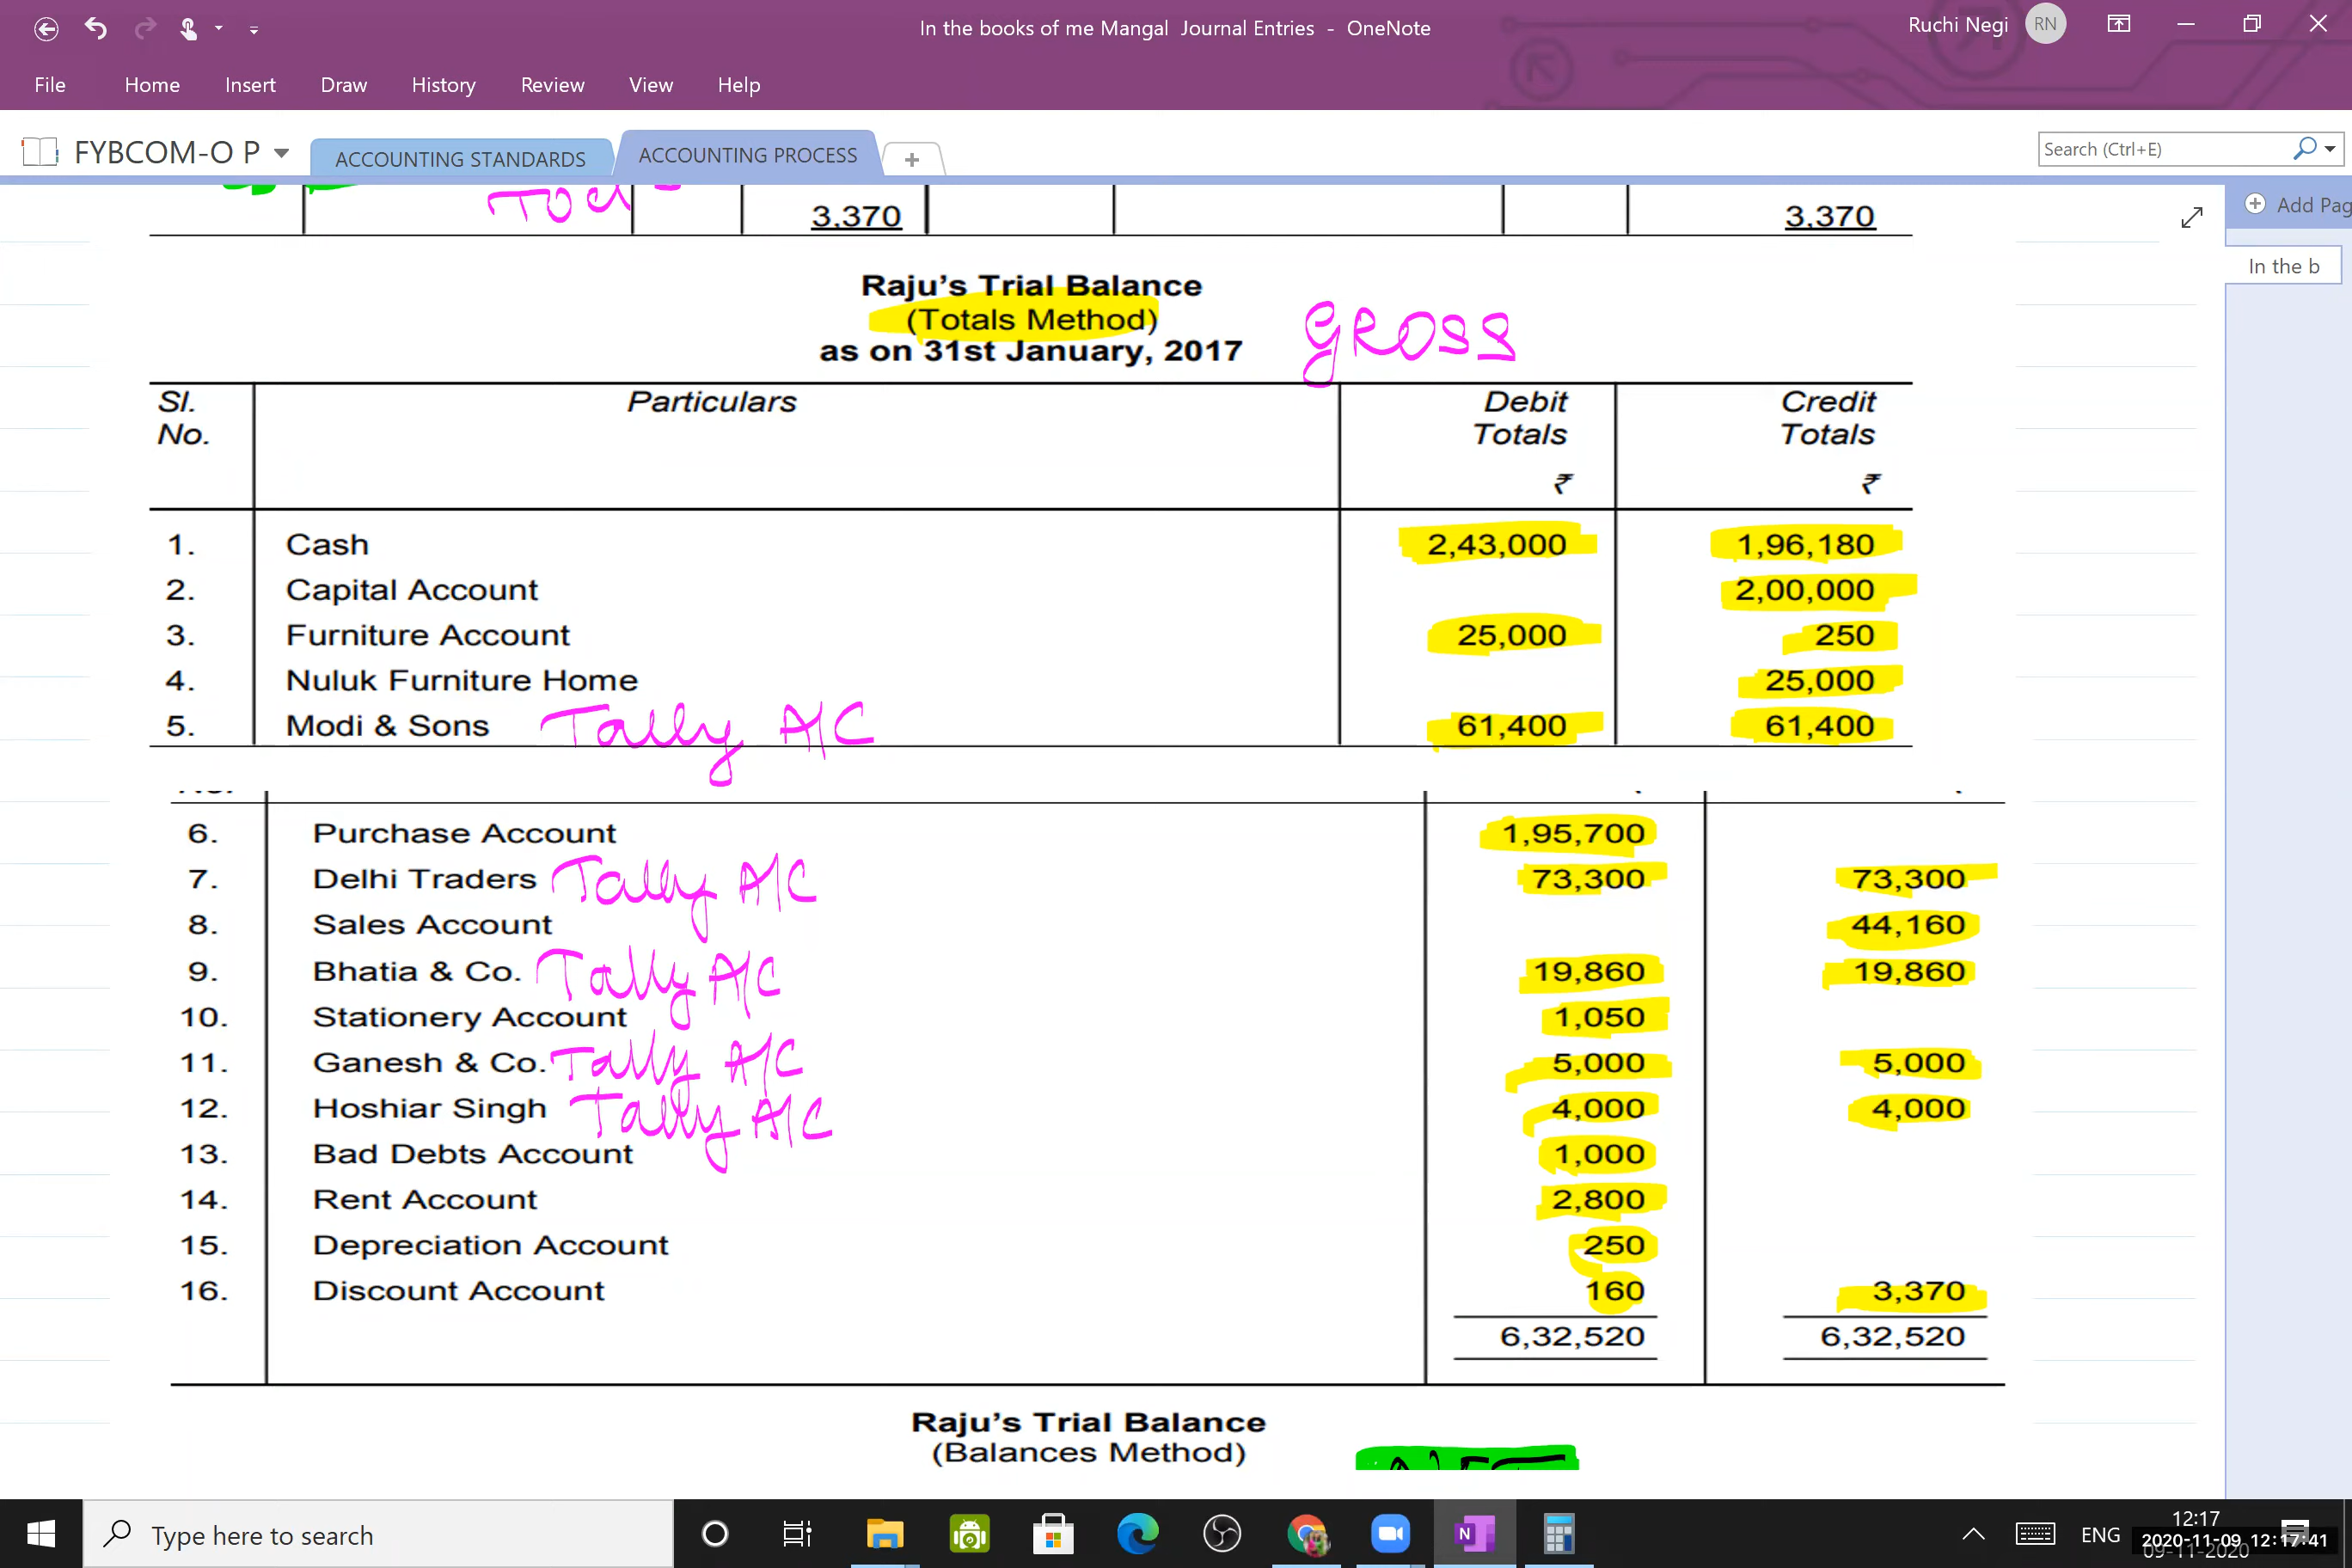 In the books of me Mangal Journal Entries - OneNote
Ruchi Negi RN
File Home Insert Draw History Review View Help
FYBCOM-O P ACCOUNTING STANDARDS ACCOUNTING PROCESS +
Search (Ctrl+E)
3,370 3,370
Add Pag
In the b
Raju's Trial Balance
(Totals Method)
as on 31st January, 2017
GROSS
Sl. No. Particulars Debit Totals ₹ Credit Totals ₹
1. Cash 2,43,000 1,96,180
2. Capital Account 2,00,000
3. Furniture Account 25,000 250
4. Nuluk Furniture Home 25,000
5. Modi & Sons Tally A/C 61,400 61,400
6. Purchase Account 1,95,700
7. Delhi Traders Tally A/C 73,300 73,300
8. Sales Account 44,160
9. Bhatia & Co. Tally A/C 19,860 19,860
10. Stationery Account 1,050
11. Ganesh & Co. Tally A/C 5,000 5,000
12. Hoshiar Singh Tally A/C 4,000 4,000
13. Bad Debts Account 1,000
14. Rent Account 2,800
15. Depreciation Account 250
16. Discount Account 160 3,370
6,32,520 6,32,520
Raju's Trial Balance
(Balances Method)
Type here to search
ENG
12:17
2020-11-09 12:17:41
09-11-2020